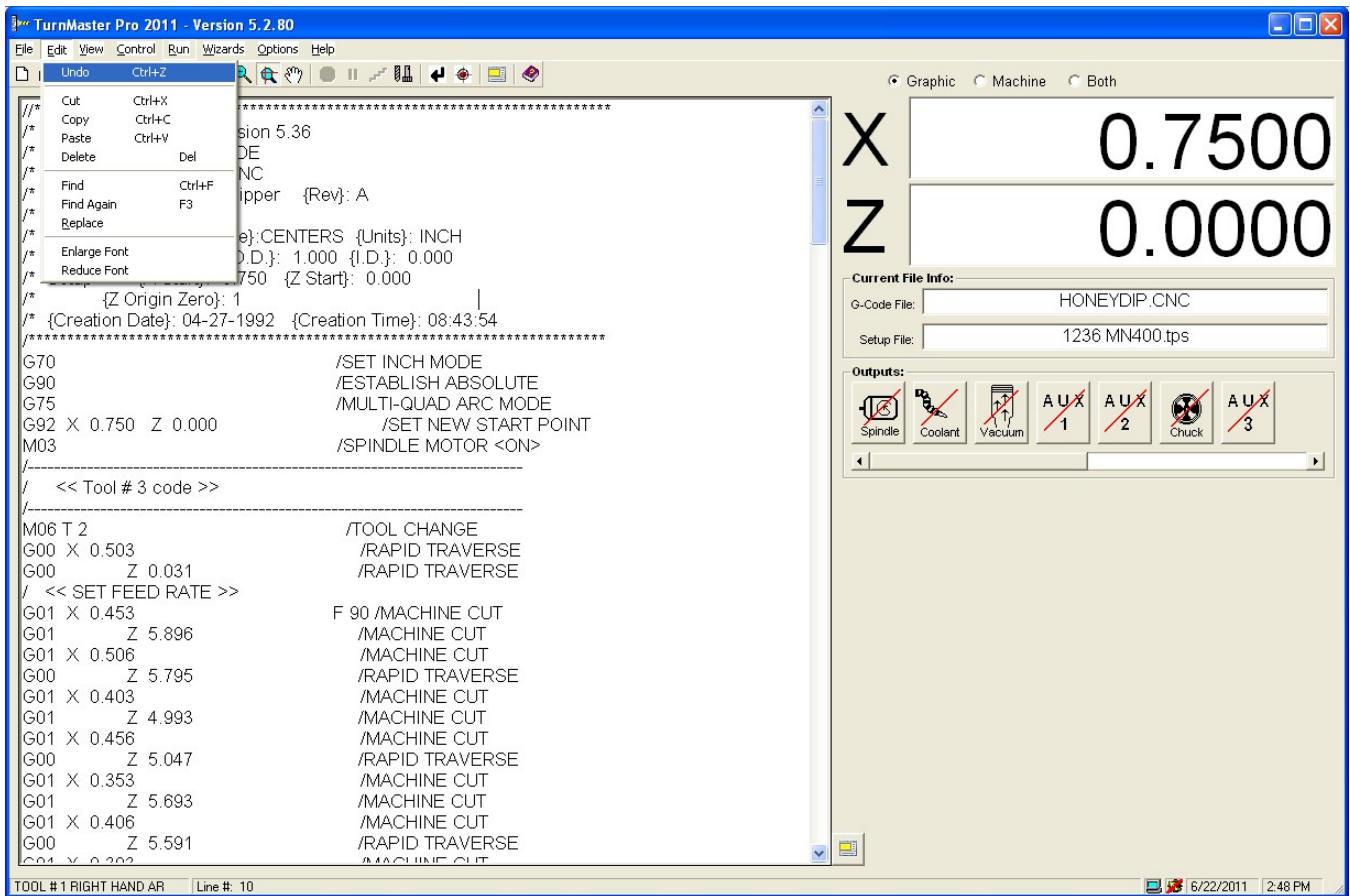 TurnMaster Pro 2011 - Version 5.2.80
File Edit View Control Run Wizards Options Help
Undo Ctrl+Z
Cut Ctrl+X
Copy Ctrl+C
Paste Ctrl+V
Delete Del
Find Ctrl+F
Find Again F3
Replace
Enlarge Font
Reduce Font
//* ************************************************
/* sion 5.36
/* DE
/* NC
/* ipper {Rev}: A
/*
/* e}:CENTERS {Units}: INCH
/* .D.}: 1.000 {I.D.}: 0.000
/* 750 {Z Start}: 0.000
/* {Z Origin Zero}: 1
/* {Creation Date}: 04-27-1992 {Creation Time}: 08:43:54
/**************************************************************************
G70 /SET INCH MODE
G90 /ESTABLISH ABSOLUTE
G75 /MULTI-QUAD ARC MODE
G92 X 0.750 Z 0.000 /SET NEW START POINT
M03 /SPINDLE MOTOR <ON>
/--------------------------------------------------------------------------
/ << Tool # 3 code >>
/--------------------------------------------------------------------------
M06 T 2 /TOOL CHANGE
G00 X 0.503 /RAPID TRAVERSE
G00 Z 0.031 /RAPID TRAVERSE
/ << SET FEED RATE >>
G01 X 0.453 F 90 /MACHINE CUT
G01 Z 5.896 /MACHINE CUT
G01 X 0.506 /MACHINE CUT
G00 Z 5.795 /RAPID TRAVERSE
G01 X 0.403 /MACHINE CUT
G01 Z 4.993 /MACHINE CUT
G01 X 0.456 /MACHINE CUT
G00 Z 5.047 /RAPID TRAVERSE
G01 X 0.353 /MACHINE CUT
G01 Z 5.693 /MACHINE CUT
G01 X 0.406 /MACHINE CUT
G00 Z 5.591 /RAPID TRAVERSE
Graphic Machine Both
X 0.7500
Z 0.0000
Current File Info:
G-Code File: HONEYDIP.CNC
Setup File: 1236 MN400.tps
Outputs:
Spindle
Coolant
Vacuum
AUX 1
AUX 2
Chuck
AUX 3
TOOL # 1 RIGHT HAND AR Line #: 10 6/22/2011 2:48 PM